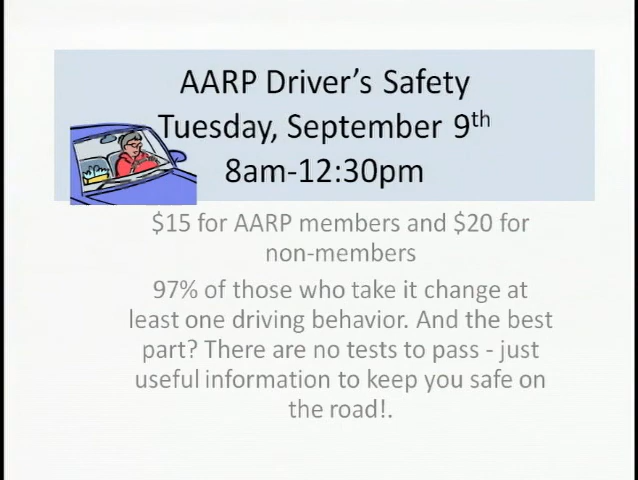 AARP Driver's Safety
Tuesday, September 9th
8am-12:30pm
$15 for AARP members and $20 for
non-members
97% of those who take it change at
least one driving behavior. And the best
part? There are no tests to pass - just
useful information to keep you safe on
the road!.